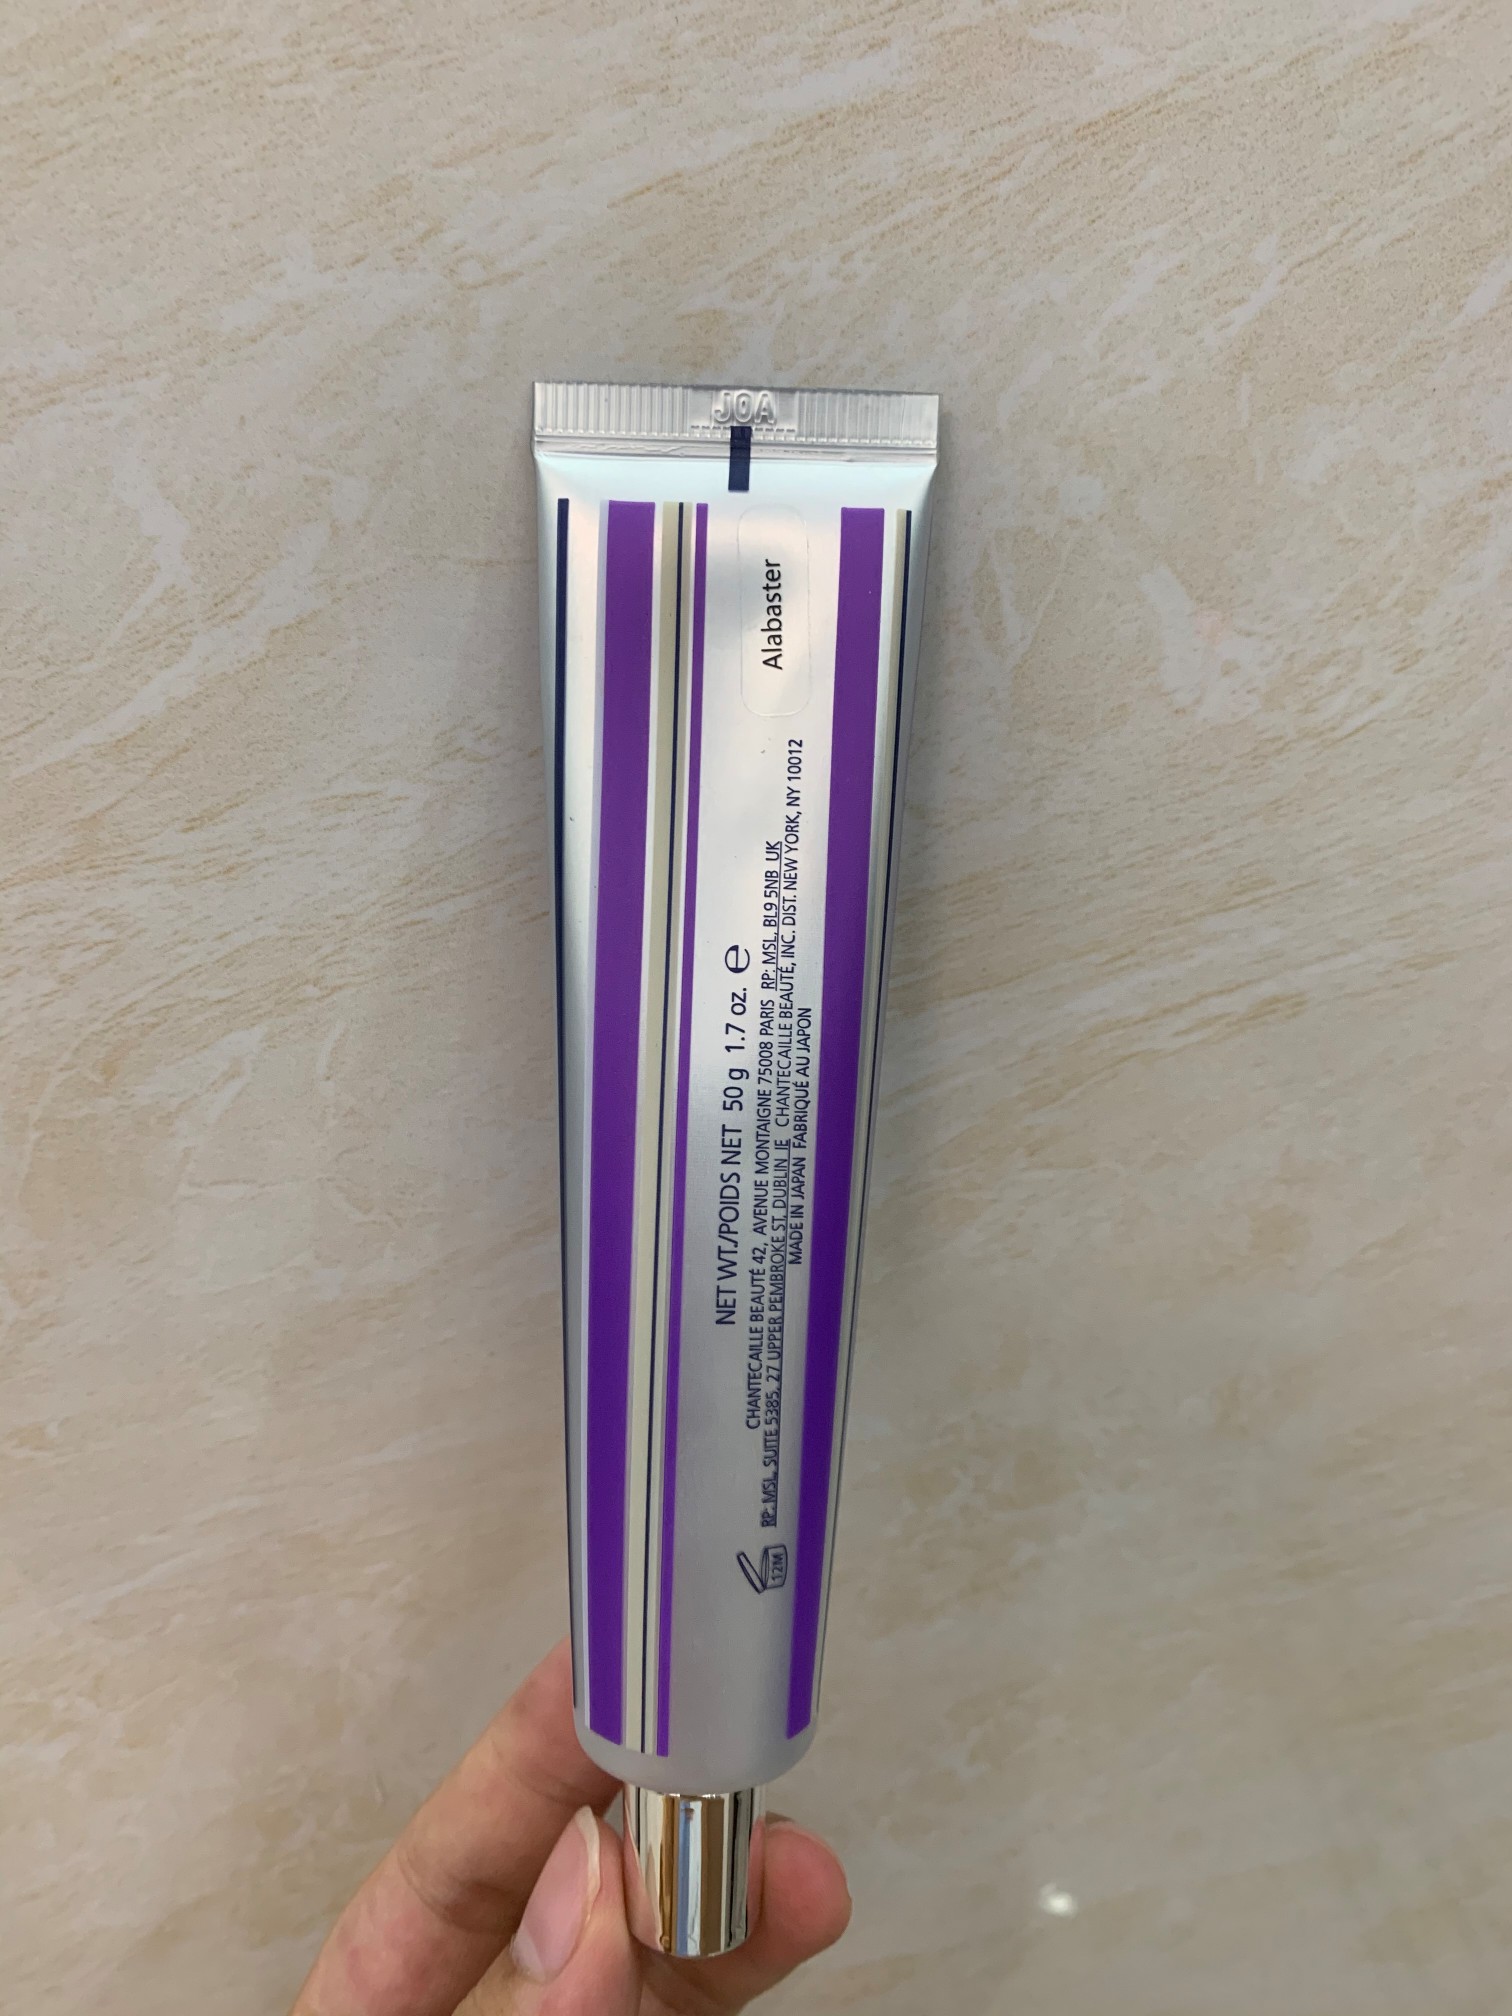 JOA
Alabaster
NET WT./POIDS NET 50 g 1.7 oz. e
CHANTECAILLE BEAUTÉ 42, AVENUE MONTAIGNE 75008 PARIS RP: MSL, BL9 5NB UK
RP: MSL, SUITE 5385, 27 UPPER PEMBROKE ST, DUBLIN IE CHANTECAILLE BEAUTÉ, INC. DIST. NEW YORK, NY 10012
MADE IN JAPAN FABRIQUÉ AU JAPON
12M